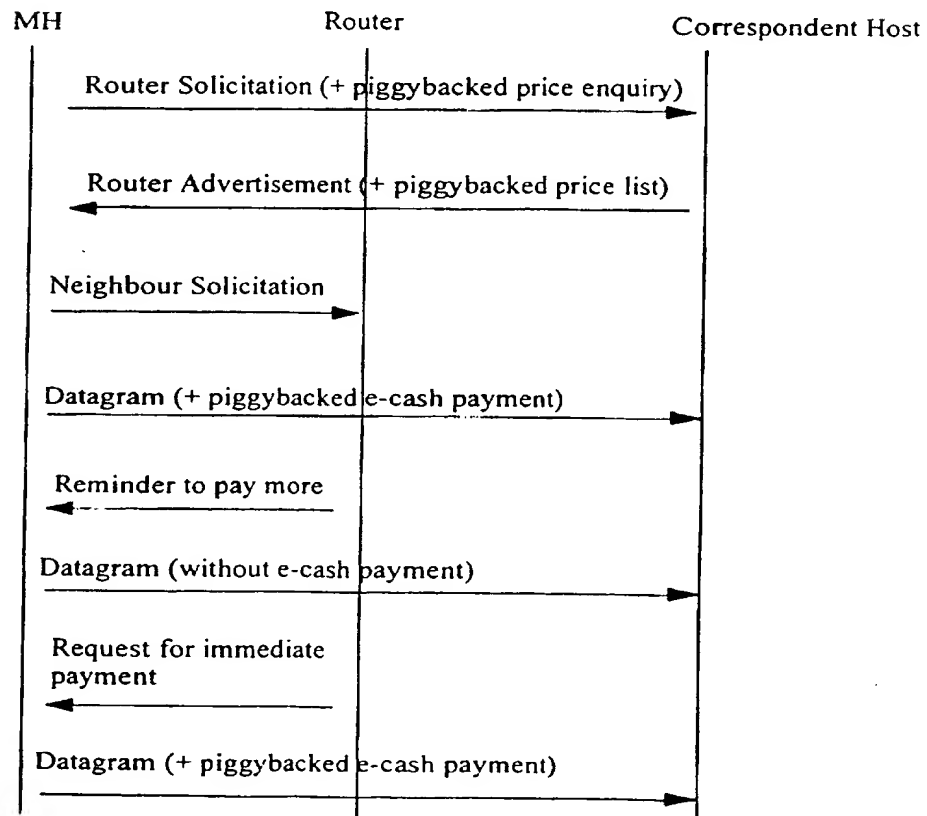 MH
Router
Correspondent Host
Router Solicitation (+ piggybacked price enquiry)
Router Advertisement (+ piggybacked price list)
Neighbour Solicitation
Datagram (+ piggybacked e-cash payment)
Reminder to pay more
Datagram (without e-cash payment)
Request for immediate
payment
Datagram (+ piggybacked e-cash payment)